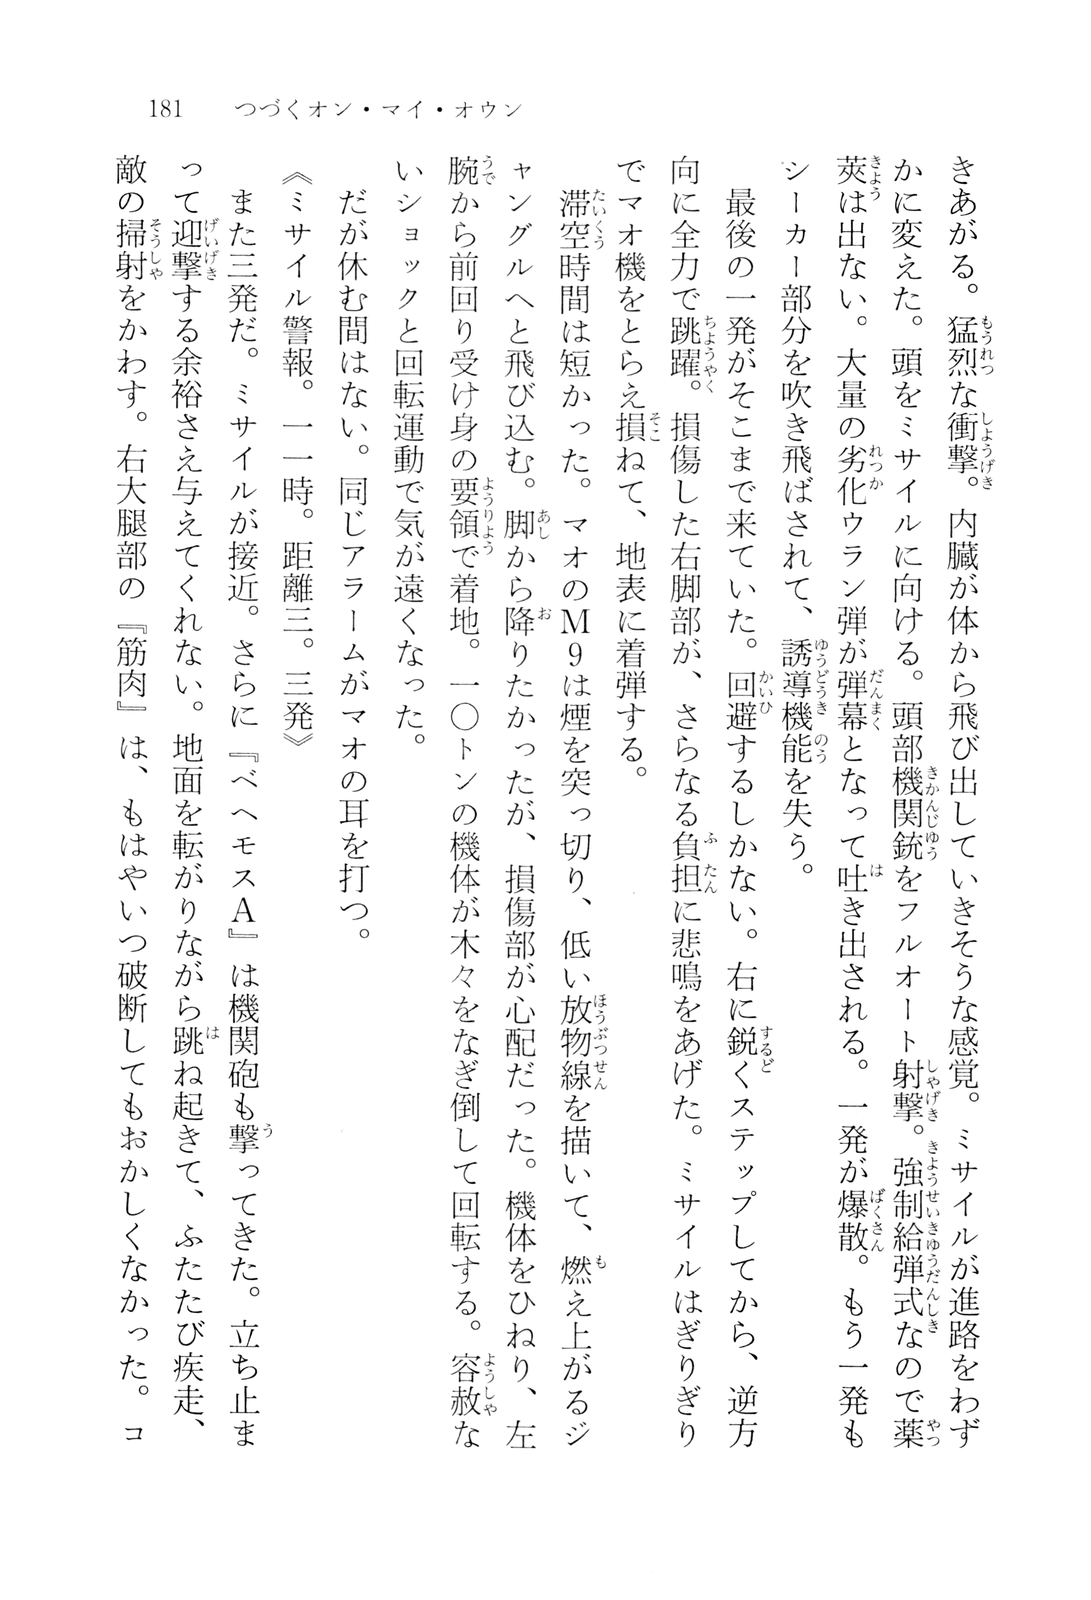 181　つづくオン・マイ・オウン
きあがる。猛烈な衝撃。内臓が体から飛び出していきそうな感覚。ミサイルが進路をわず
かに変えた。頭をミサイルに向ける。頭部機関銃をフルオート射撃。強制給弾式なので薬
莢は出ない。大量の劣化ウラン弾が弾幕となって吐き出される。一発が爆散。もう一発も
シーカー部分を吹き飛ばされて、誘導機能を失う。
　最後の一発がそこまで来ていた。回避するしかない。右に鋭くステップしてから、逆方
向に全力で跳躍。損傷した右脚部が、さらなる負担に悲鳴をあげた。ミサイルはぎりぎり
でマオ機をとらえ損ねて、地表に着弾する。
　滞空時間は短かった。マオのM9は煙を突っ切り、低い放物線を描いて、燃え上がるジ
ャングルへと飛び込む。脚から降りたかったが、損傷部が心配だった。機体をひねり、左
腕から前回り受け身の要領で着地。一〇トンの機体が木々をなぎ倒して回転する。容赦な
いショックと回転運動で気が遠くなった。
　だが休む間はない。同じアラームがマオの耳を打つ。
《ミサイル警報。一一時。距離三。三発》
　また三発だ。ミサイルが接近。さらに『ベヘモスA』は機関砲も撃ってきた。立ち止ま
って迎撃する余裕さえ与えてくれない。地面を転がりながら跳ね起きて、ふたたび疾走、
敵の掃射をかわす。右大腿部の『筋肉』は、もはやいつ破断してもおかしくなかった。コ